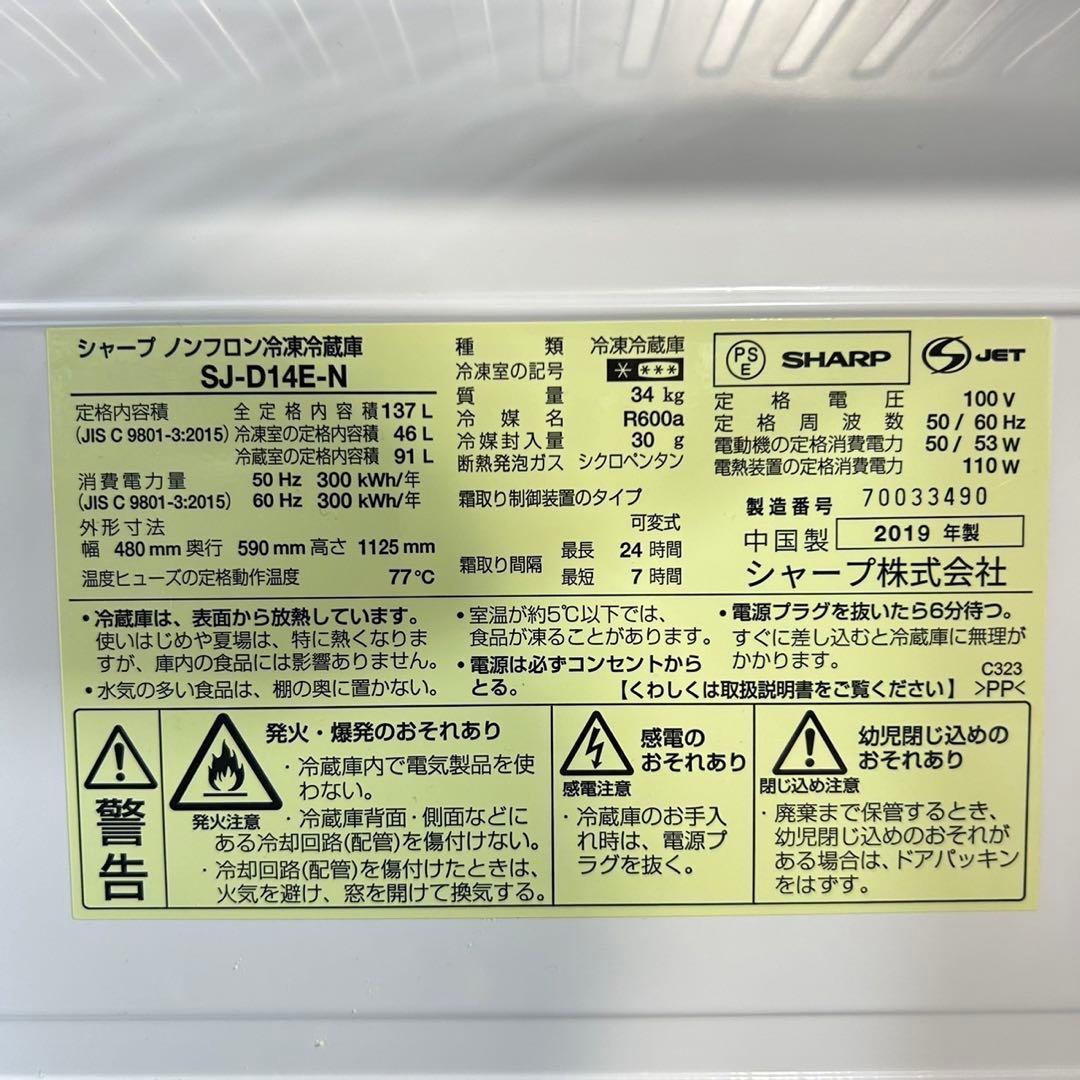 シャープ ノンフロン冷凍冷蔵庫
SJ-D14E-N
定格内容積 全定格内容積 137 L
(JIS C 9801-3:2015) 冷凍室の定格内容積 46 L
冷蔵室の定格内容積 91 L
消費電力量 50 Hz 300 kWh/年
(JIS C 9801-3:2015) 60 Hz 300 kWh/年
外形寸法
幅 480 mm 奥行 590 mm 高さ 1125 mm
温度ヒューズの定格動作温度 77 ℃
種類 冷凍冷蔵庫
冷凍室の記号 * ***
質量 34 kg
冷媒名 R600a
冷媒封入量 30 g
断熱発泡ガス シクロペンタン
霜取り制御装置のタイプ
可変式
霜取り間隔 最長 24 時間
最短 7 時間
PSE SHARP S JET
定格電圧 100 V
定格周波数 50 / 60 Hz
電動機の定格消費電力 50 / 53 W
電熱装置の定格消費電力 110 W
製造番号 70033490
中国製 2019 年製
シャープ株式会社
・冷蔵庫は、表面から放熱しています。
使いはじめや夏場は、特に熱くなりま
すが、庫内の食品には影響ありません。
・水気の多い食品は、棚の奥に置かない。
・室温が約5℃以下では、
食品が凍ることがあります。
・電源は必ずコンセントから
とる。
・電源プラグを抜いたら6分待つ。
すぐに差し込むと冷蔵庫に無理が
かかります。
C323
【くわしくは取扱説明書をご覧ください】 >PP<
警告
発火注意
発火・爆発のおそれあり
・冷蔵庫内で電気製品を使
わない。
・冷蔵庫背面・側面などに
ある冷却回路(配管)を傷付けない。
・冷却回路(配管)を傷付けたときは、
火気を避け、窓を開けて換気する。
感電注意
感電の
おそれあり
・冷蔵庫のお手入
れ時は、電源プ
ラグを抜く。
閉じ込め注意
幼児閉じ込めの
おそれあり
・廃棄まで保管するとき、
幼児閉じ込めのおそれが
ある場合は、ドアパッキン
をはずす。